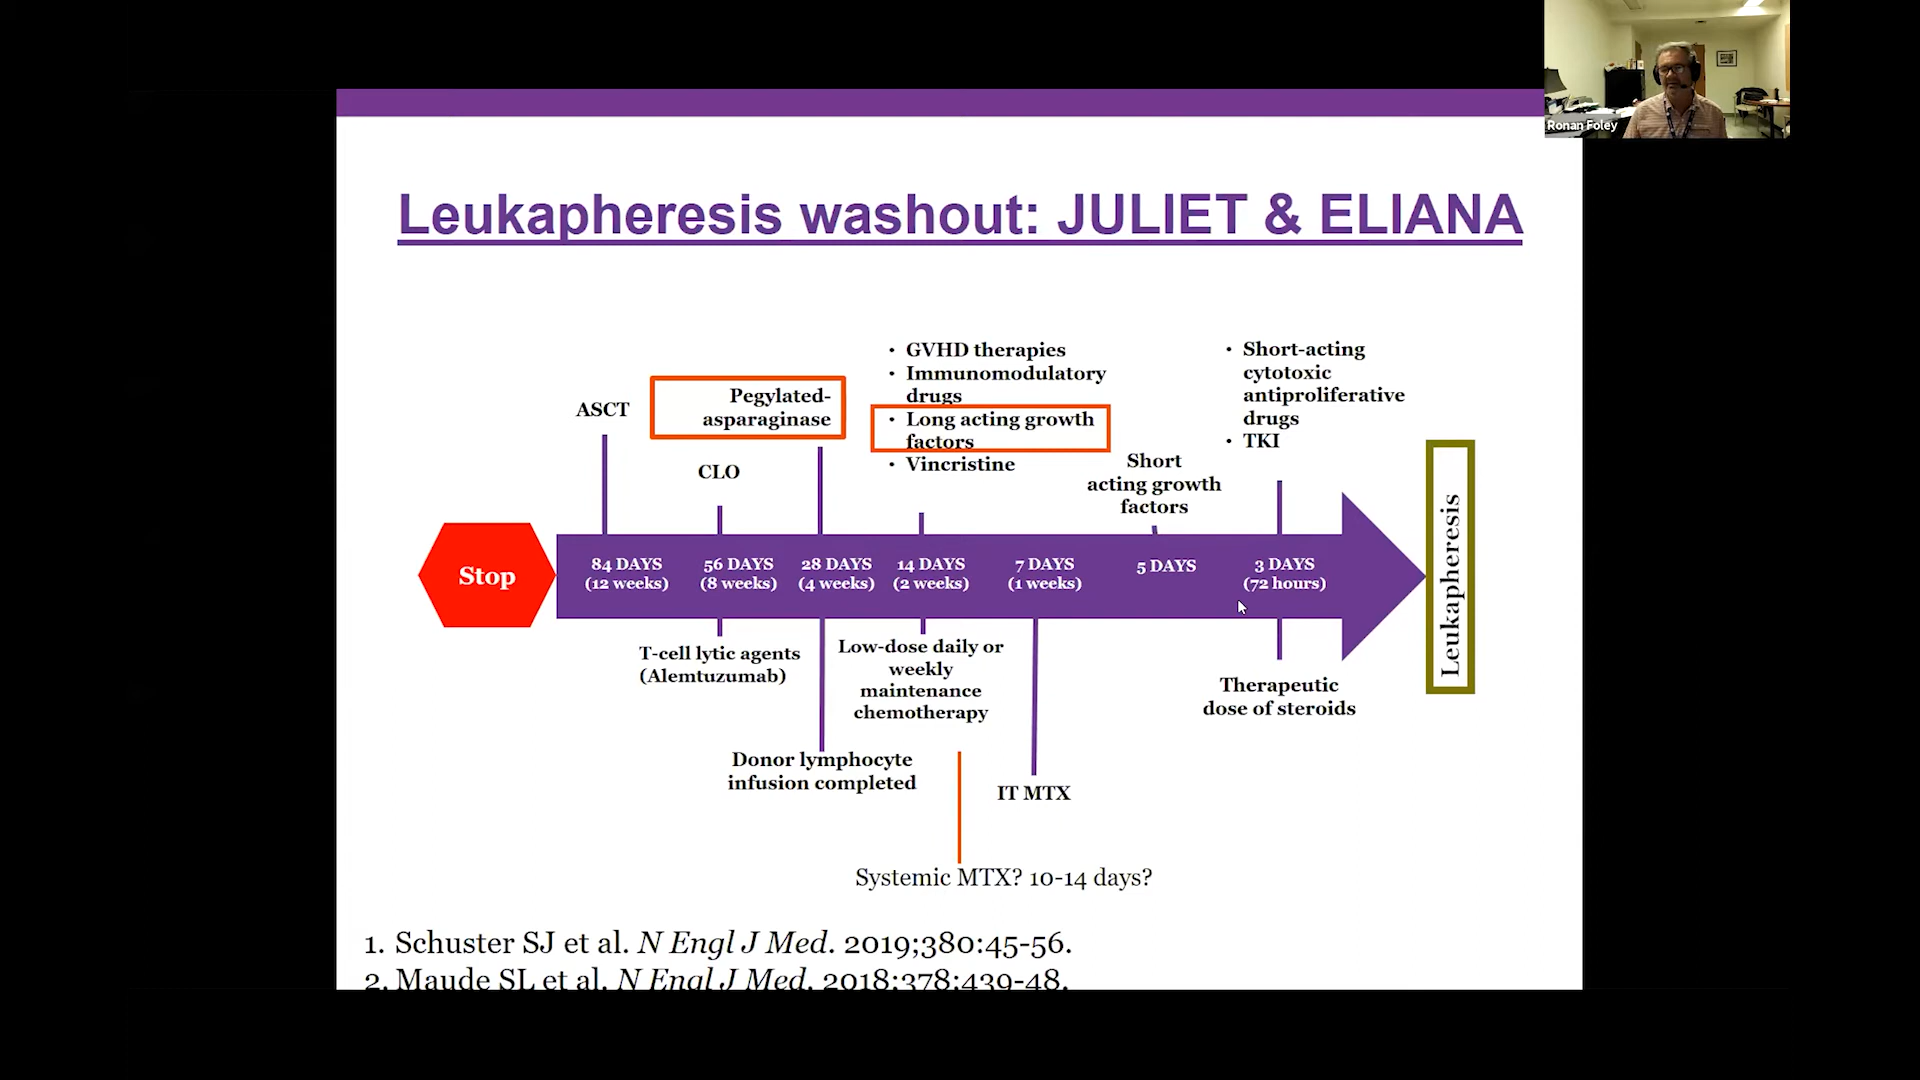 Ronan Foley
Leukapheresis washout: JULIET & ELIANA
ASCT
Pegylated-
asparaginase
CLO
• GVHD therapies
• Immunomodulatory
drugs
• Long acting growth
factors
• Vincristine
Short
acting growth
factors
• Short-acting
cytotoxic
antiproliferative
drugs
• TKI
Stop
84 DAYS
(12 weeks)
56 DAYS
(8 weeks)
28 DAYS
(4 weeks)
14 DAYS
(2 weeks)
7 DAYS
(1 weeks)
5 DAYS
3 DAYS
(72 hours)
Leukapheresis
T-cell lytic agents
(Alemtuzumab)
Donor lymphocyte
infusion completed
Low-dose daily or
weekly
maintenance
chemotherapy
IT MTX
Therapeutic
dose of steroids
Systemic MTX? 10-14 days?
1. Schuster SJ et al. N Engl J Med. 2019;380:45-56.
2. Maude SL et al. N Engl J Med. 2018;378:439-48.